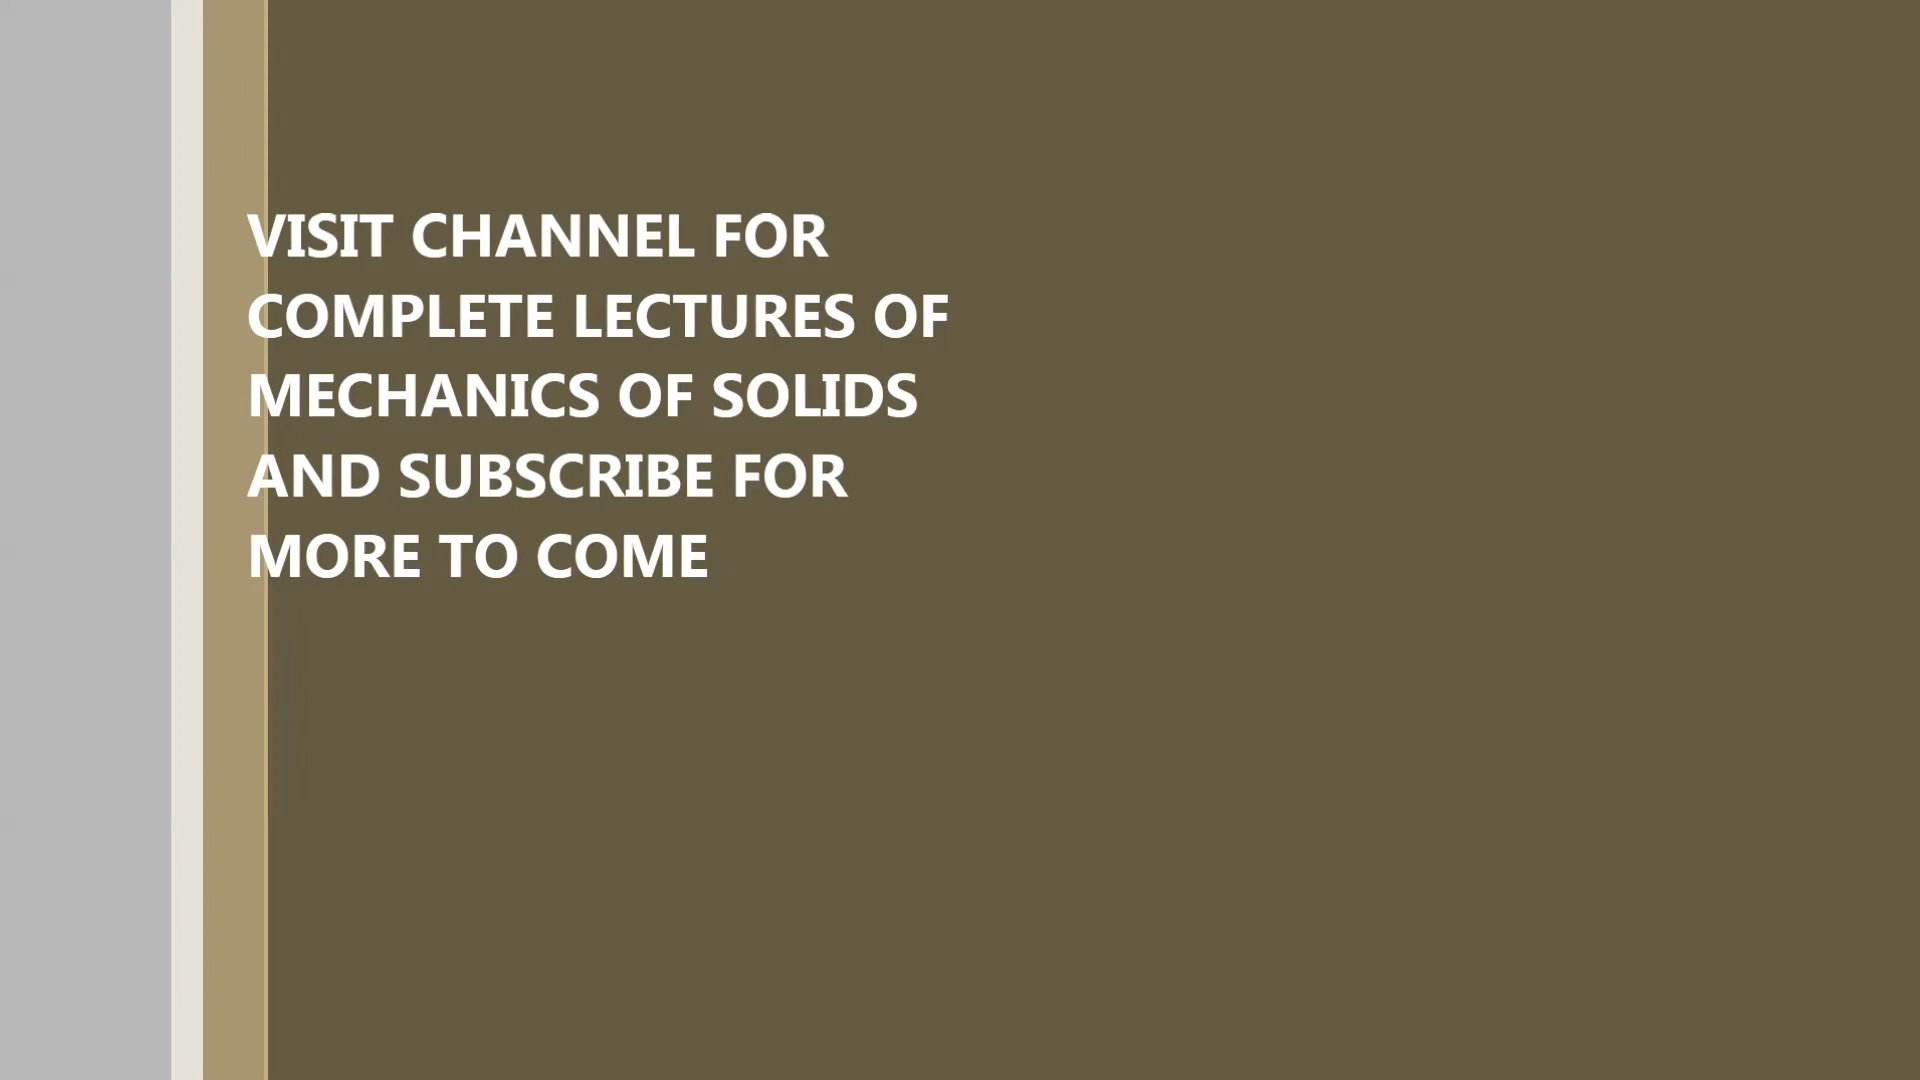 VISIT CHANNEL FOR
COMPLETE LECTURES OF
MECHANICS OF SOLIDS
AND SUBSCRIBE FOR
MORE TO COME